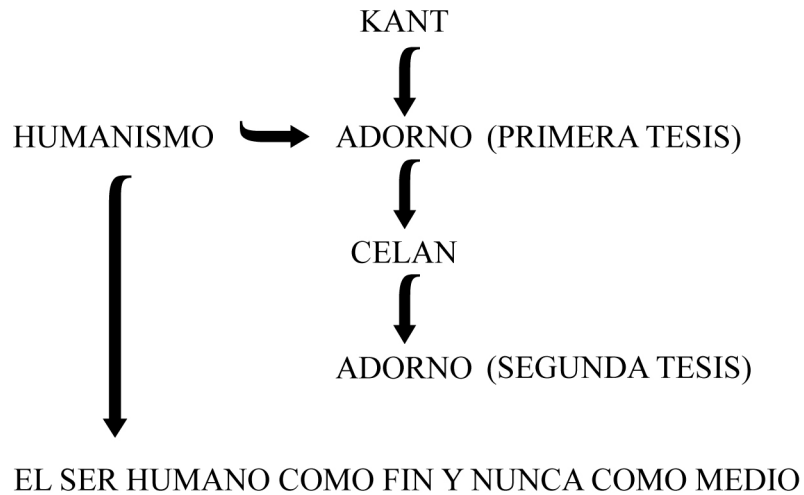 KANT
HUMANISMO ADORNO (PRIMERA TESIS)
CELAN
ADORNO (SEGUNDA TESIS)
EL SER HUMANO COMO FIN Y NUNCA COMO MEDIO